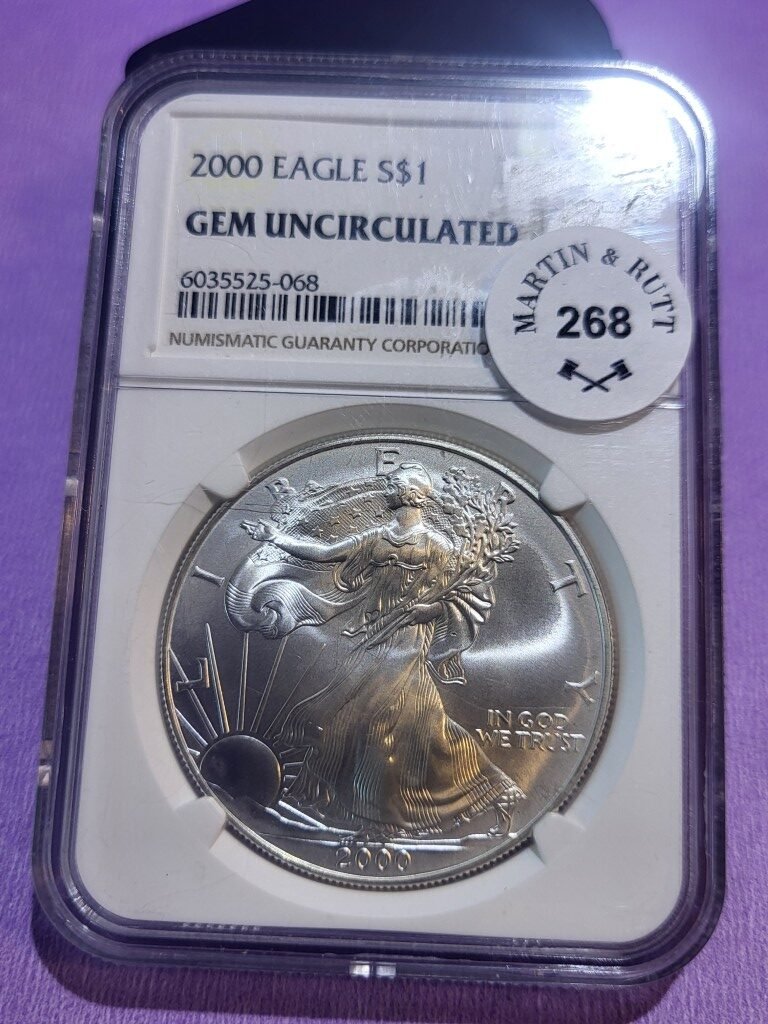 2000 EAGLE S$1
GEM UNCIRCULATED
6035525-068
NUMISMATIC GUARANTY CORPORATIO
MARTIN & RUTT
268
LIBERTY
IN GOD
WE TRUST
2000